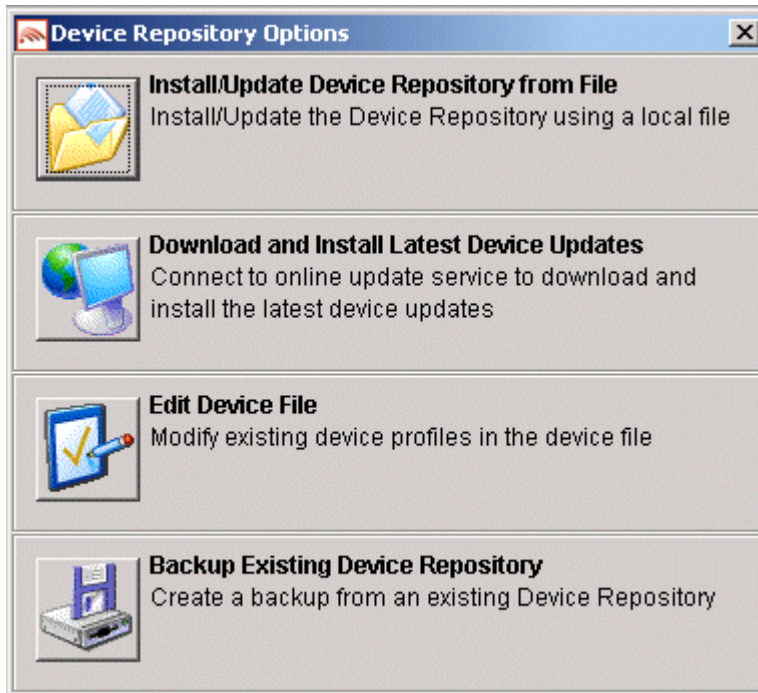 Device Repository Options
Install/Update Device Repository from File
Install/Update the Device Repository using a local file
Download and Install Latest Device Updates
Connect to online update service to download and
install the latest device updates
Edit Device File
Modify existing device profiles in the device file
Backup Existing Device Repository
Create a backup from an existing Device Repository